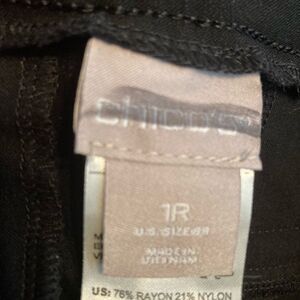 chico's
1R
U.S. SIZE 8R
MADE IN
VIETNAM
US: 76% RAYON 21% NYLON